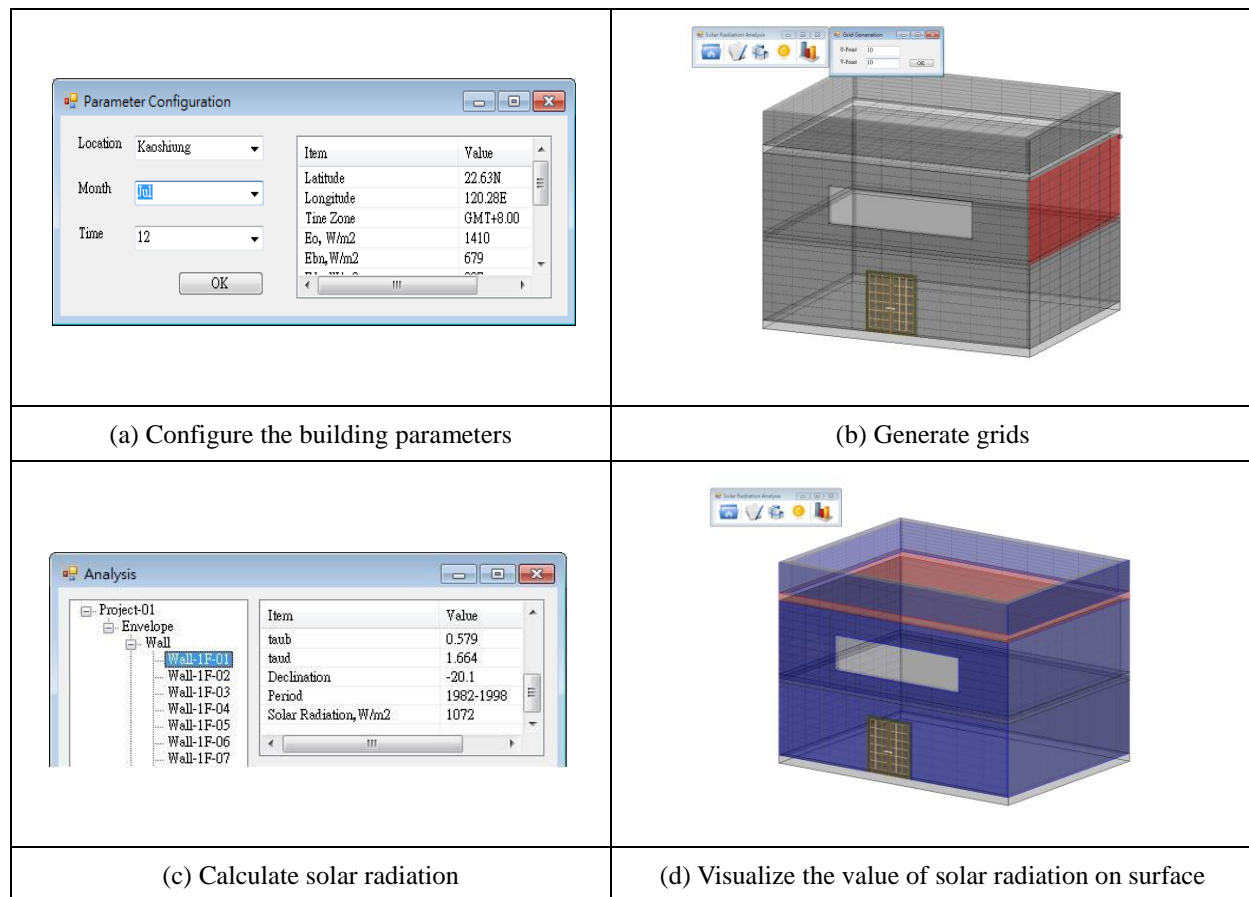 Parameter Configuration
Location Kaoshiung
Month Jul
Time 12
OK
Item Value
Latitude 22.63N
Longitude 120.28E
Tine Zone GMT+8.00
Eo, W/m2 1410
Ebn, W/m2 679
Solar Radiation Analysis
Grid Generation
U-Point 10
V-Point 10
OK
(a) Configure the building parameters
(b) Generate grids
Analysis
Project-01
Envelope
Wall
Wall-1F-01
Wall-1F-02
Wall-1F-03
Wall-1F-04
Wall-1F-05
Wall-1F-06
Wall-1F-07
Item Value
taub 0.579
taud 1.664
Declination -20.1
Period 1982-1998
Solar Radiation, W/m2 1072
Solar Radiation Analysis
(c) Calculate solar radiation
(d) Visualize the value of solar radiation on surface